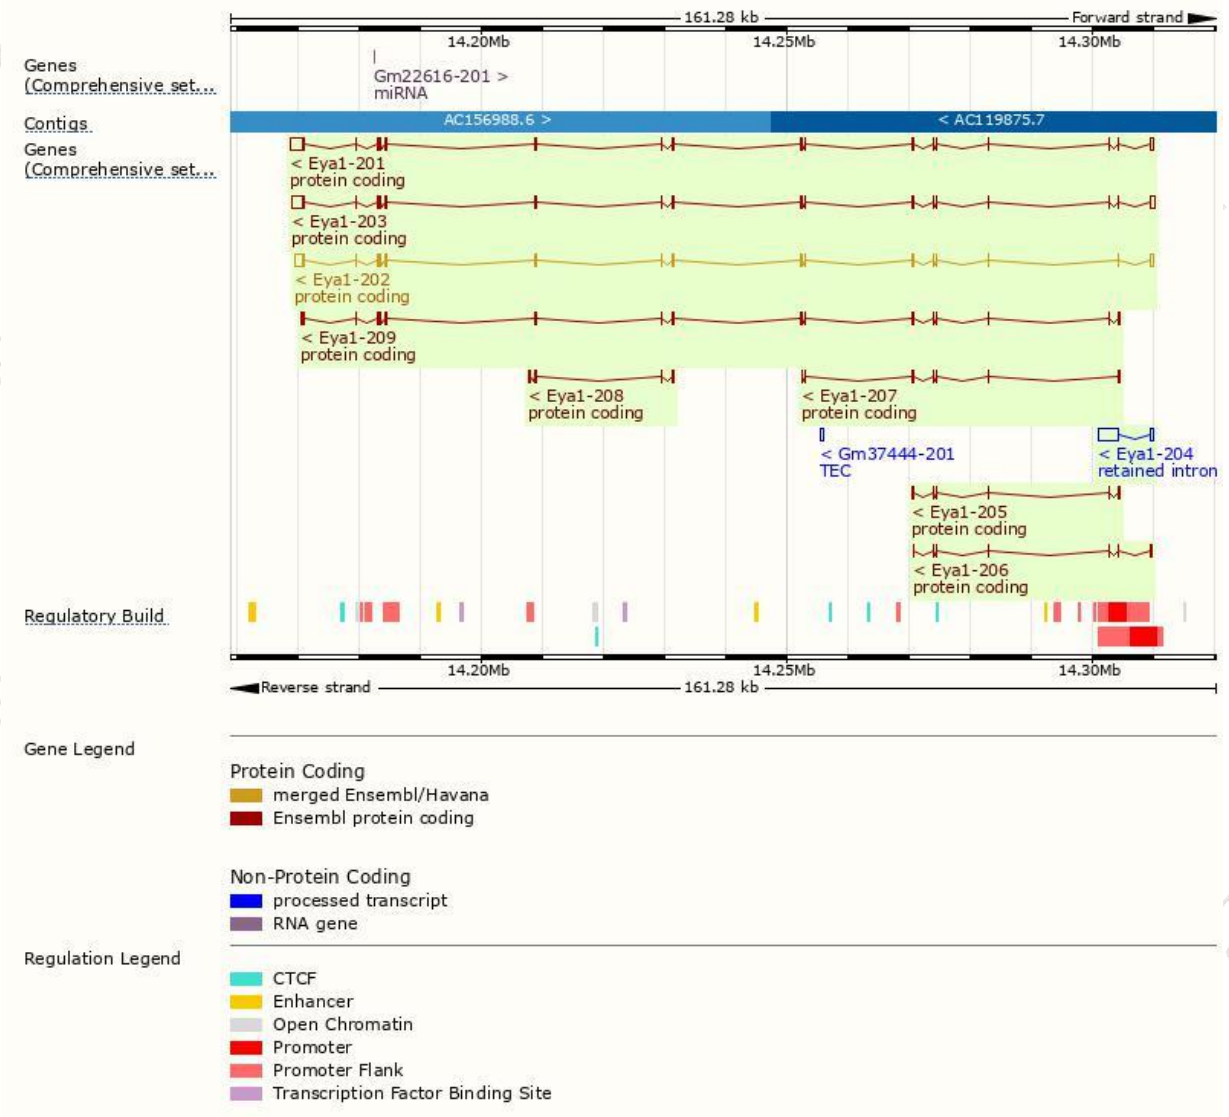 161.28 kb
Forward strand
14.20Mb 14.25Mb 14.30Mb
Genes
(Comprehensive set...
Gm22616-201 >
miRNA
Contigs
AC156988.6 > < AC119875.7
Genes
(Comprehensive set...
< Eya1-201
protein coding
< Eya1-203
protein coding
< Eya1-202
protein coding
< Eya1-209
protein coding
< Eya1-208 < Eya1-207
protein coding protein coding
< Gm37444-201 < Eya1-204
TEC retained intron
< Eya1-205
protein coding
< Eya1-206
protein coding
Regulatory Build
14.20Mb 14.25Mb 14.30Mb
Reverse strand 161.28 kb
Gene Legend
Protein Coding
merged Ensembl/Havana
Ensembl protein coding
Non-Protein Coding
processed transcript
RNA gene
Regulation Legend
CTCF
Enhancer
Open Chromatin
Promoter
Promoter Flank
Transcription Factor Binding Site